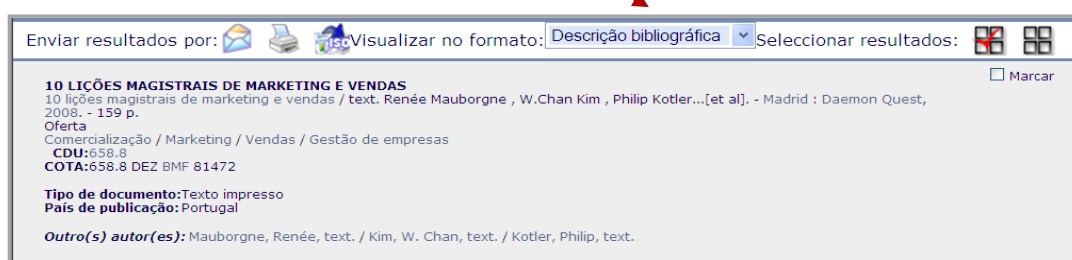 Enviar resultados por: iso Visualizar no formato: Descrição bibliográfica Seleccionar resultados:
Marcar
10 LIÇÕES MAGISTRAIS DE MARKETING E VENDAS
10 lições magistrais de marketing e vendas / text. Renée Mauborgne , W.Chan Kim , Philip Kotler...[et al]. - Madrid : Daemon Quest,
2008. - 159 p.
Oferta
Comercialização / Marketing / Vendas / Gestão de empresas
CDU:658.8
COTA:658.8 DEZ BMF 81472
Tipo de documento:Texto impresso
País de publicação:Portugal
Outro(s) autor(es): Mauborgne, Renée, text. / Kim, W. Chan, text. / Kotler, Philip, text.